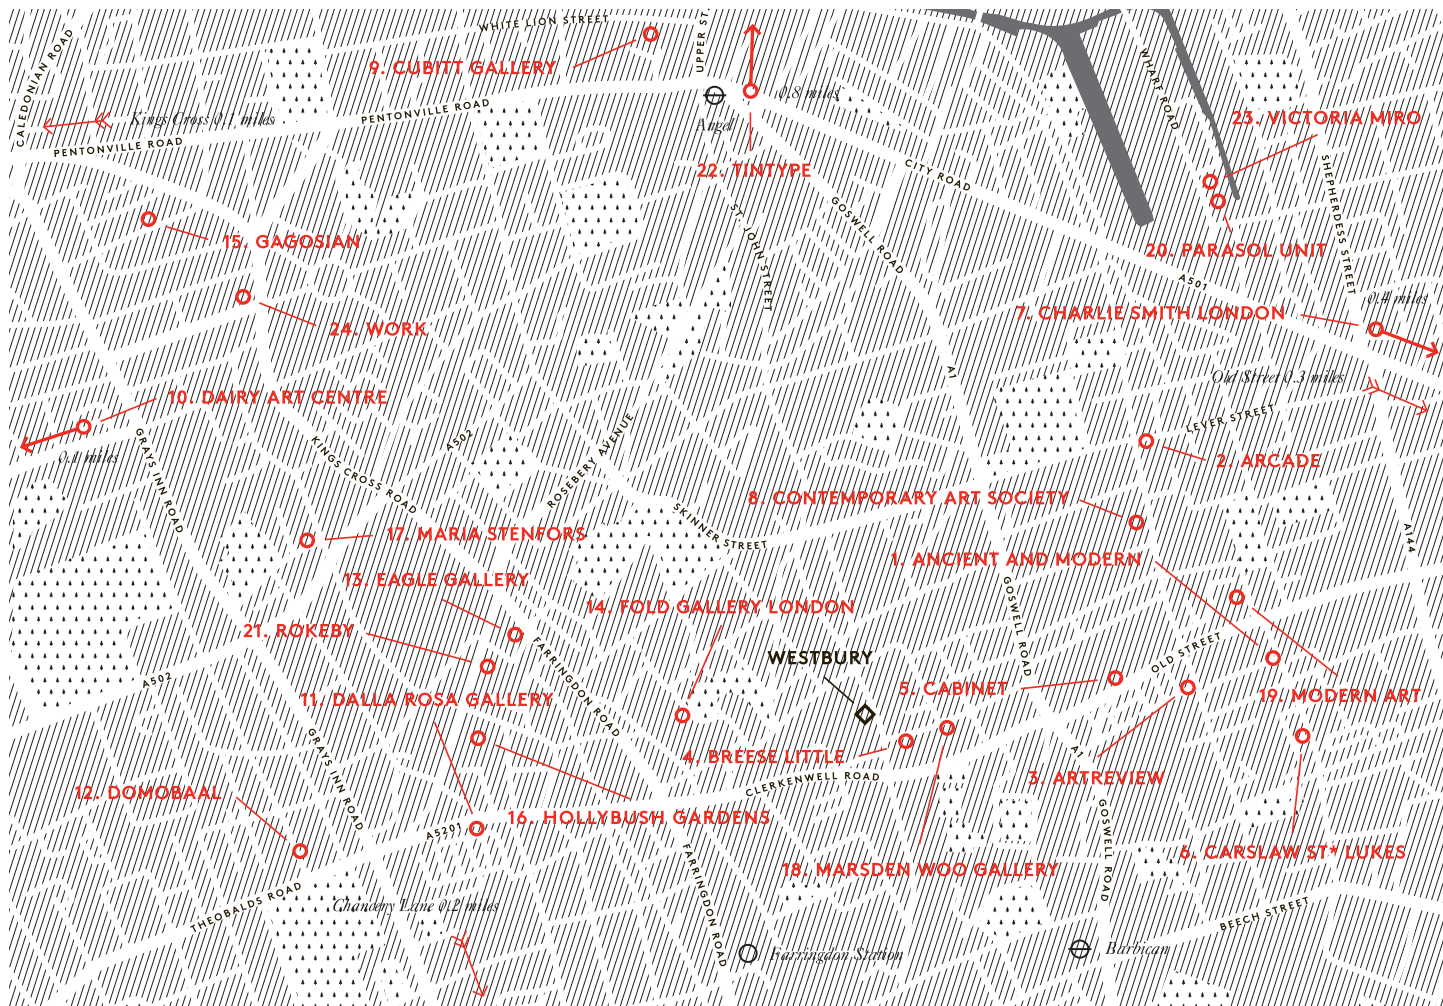 WHITE LION STREET
UPPER ST.
CALEDONIAN ROAD
9. CUBITT GALLERY
WHARF ROAD
0.8 miles
PENTONVILLE ROAD
Kings Cross 0.1 miles
23. VICTORIA MIRO
Angel
PENTONVILLE ROAD
22. TINTYPE
CITY ROAD
SHEPHERDESS STREET
ST. JOHN STREET
GOSWELL ROAD
15. GAGOSIAN
20. PARASOL UNIT
A501
0.4 miles
7. CHARLIE SMITH LONDON
24. WORK
A1
Old Street 0.3 miles
10. DAIRY ART CENTRE
LEVER STREET
0.1 miles
A502
2. ARCADE
GRAYS INN ROAD
KINGS CROSS ROAD
ROSEBERY AVENUE
8. CONTEMPORARY ART SOCIETY
SKINNER STREET
17. MARIA STENFORS
A144
1. ANCIENT AND MODERN
13. EAGLE GALLERY
14. FOLD GALLERY LONDON
GOSWELL ROAD
21. ROKEBY
WESTBURY
OLD STREET
A502
5. CABINET
FARRINGDON ROAD
11. DALLA ROSA GALLERY
19. MODERN ART
GRAYS INN ROAD
4. BREESE LITTLE
A1
3. ARTREVIEW
CLERKENWELL ROAD
12. DOMOBAAL
16. HOLLYBUSH GARDENS
A5201
GOSWELL ROAD
6. CARSLAW ST* LUKES
18. MARSDEN WOO GALLERY
FARRINGDON ROAD
THEOBALDS ROAD
Chancery Lane 0.2 miles
BEECH STREET
Farringdon Station
Barbican